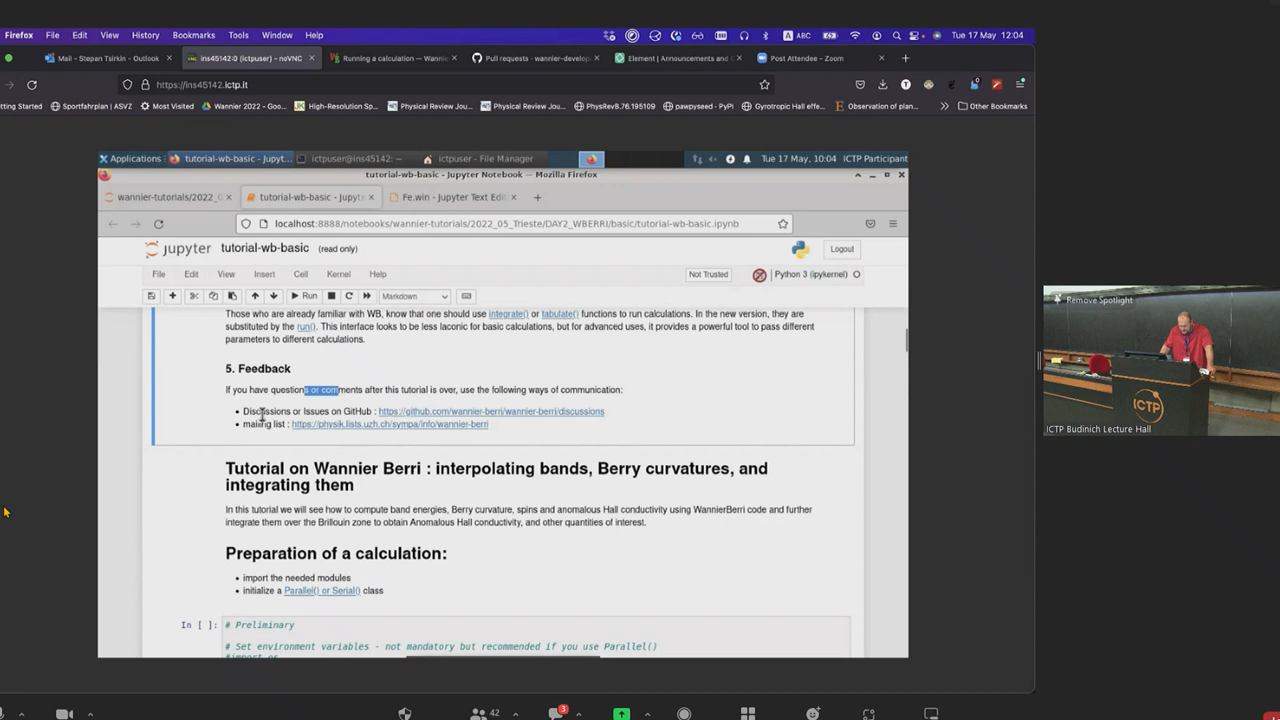 Firefox File Edit View History Bookmarks Tools Window Help ABC Tue 17 May 12:04
Mail – Stepan Tsirkin – Outlook ins45142:0 (ictpuser) - noVNC Running a calculation — Wannie Pull requests · wannier-develop Element | Announcements and Post Attendee - Zoom
https://ins45142.ictp.it
tting Started Sportfahrplan | ASVZ Most Visited Wannier 2022 - Goo... High-Resolution Sp... Physical Review Jou... Physical Review Jou... PhysRevB.76.195109 pawpyseed - PyPI Gyrotropic Hall effe... Observation of plan... Other Bookmarks
Applications tutorial-wb-basic - Jupyt... ictpuser@ins45142: ~ ictpuser - File Manager Tue 17 May, 10:04 ICTP Participant
tutorial-wb-basic - Jupyter Notebook — Mozilla Firefox
wannier-tutorials/2022_0 tutorial-wb-basic - Jupyte Fe.win - Jupyter Text Edit
localhost:8888/notebooks/wannier-tutorials/2022_05_Trieste/DAY2_WBERRI/basic/tutorial-wb-basic.ipynb
jupyter tutorial-wb-basic (read only) Logout
File Edit View Insert Cell Kernel Help Not Trusted Python 3 (ipykernel)
Run Markdown
Those who are already familiar with WB, know that one should use integrate() or tabulate() functions to run calculations. In the new version, they are
substituted by the run(). This interface looks to be less laconic for basic calculations, but for advanced uses, it provides a powerful tool to pass different
parameters to different calculations.
5. Feedback
If you have questions or comments after this tutorial is over, use the following ways of communication:
• Discussions or Issues on GitHub : https://github.com/wannier-berri/wannier-berri/discussions
• mailing list : https://physik.lists.uzh.ch/sympa/info/wannier-berri
Tutorial on Wannier Berri : interpolating bands, Berry curvatures, and
integrating them
In this tutorial we will see how to compute band energies, Berry curvature, spins and anomalous Hall conductivity using WannierBerri code and further
integrate them over the Brillouin zone to obtain Anomalous Hall conductivity, and other quantities of interest.
Preparation of a calculation:
• import the needed modules
• initialize a Parallel() or Serial() class
In [ ]: # Preliminary
# Set environment variables - not mandatory but recommended if you use Parallel()
#import os
Remove Spotlight
ICTP
ICTP Budinich Lecture Hall
42 3